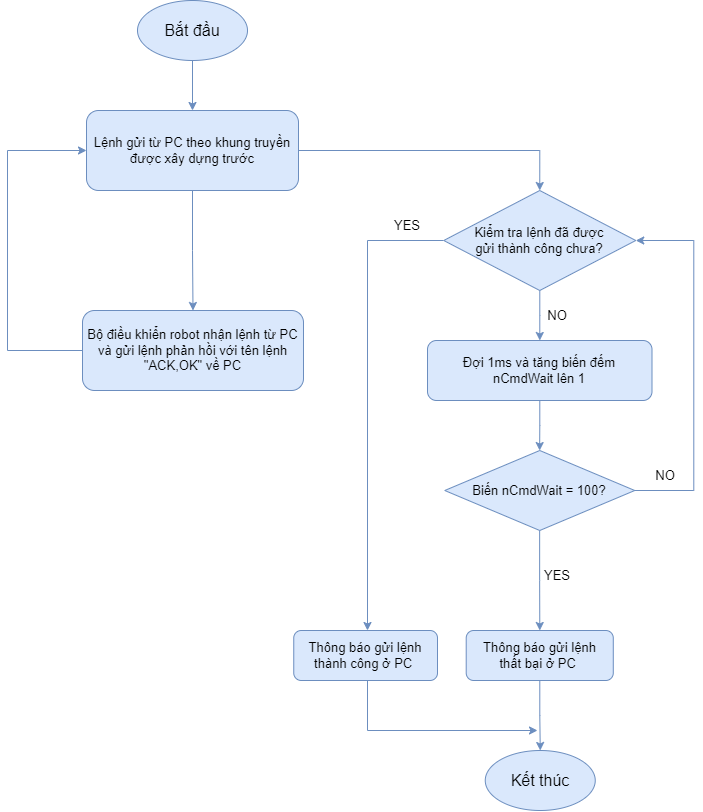 Bắt đầu
Lệnh gửi từ PC theo khung truyền
được xây dựng trước
YES
Kiểm tra lệnh đã được
gửi thành công chưa?
NO
Bộ điều khiển robot nhận lệnh từ PC
và gửi lệnh phản hồi với tên lệnh
"ACK,OK" về PC
Đợi 1ms và tăng biến đếm
nCmdWait lên 1
Biến nCmdWait = 100?
NO
YES
Thông báo gửi lệnh
thành công ở PC
Thông báo gửi lệnh
thất bại ở PC
Kết thúc